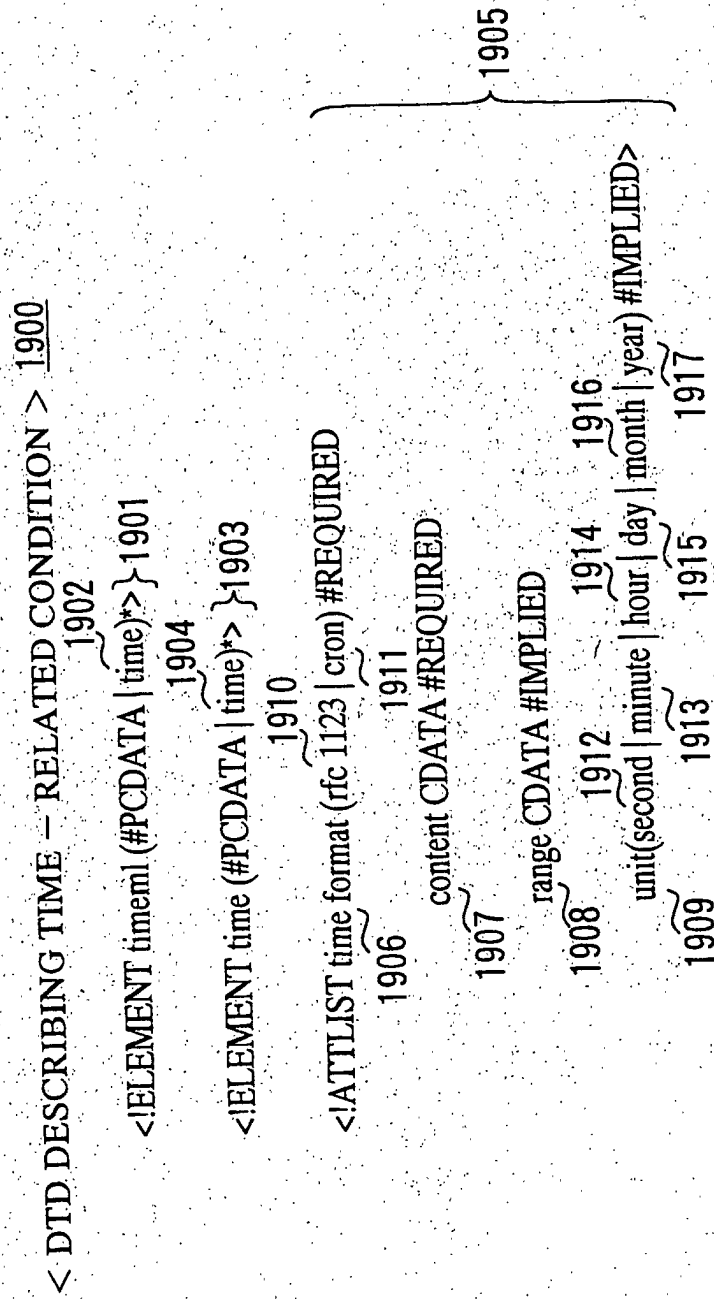 < DTD DESCRIBING TIME – RELATED CONDITION > 1900
1902
<!ELEMENT timeml (#PCDATA | time)*> }1901
1904
<!ELEMENT time (#PCDATA | time)*> }1903
1910
<!ATTLIST time format (rfc 1123 | cron) #REQUIRED
1906 1911
content CDATA #REQUIRED
1907
range CDATA #IMPLIED
1908 1912 1914 1916
unit(second | minute | hour | day | month | year) #IMPLIED>
1909 1913 1915 1917
1905